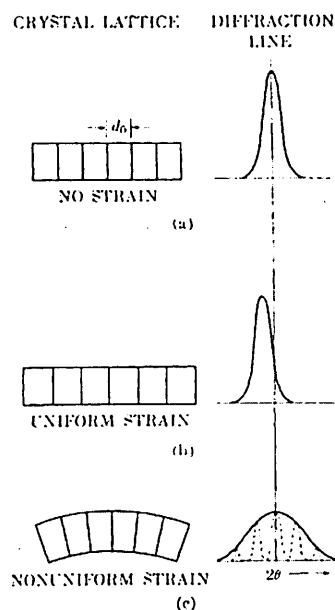 CRYSTAL LATTICE
DIFFRACTION LINE
d₀
NO STRAIN
(a)
UNIFORM STRAIN
(b)
2θ
NONUNIFORM STRAIN
(c)